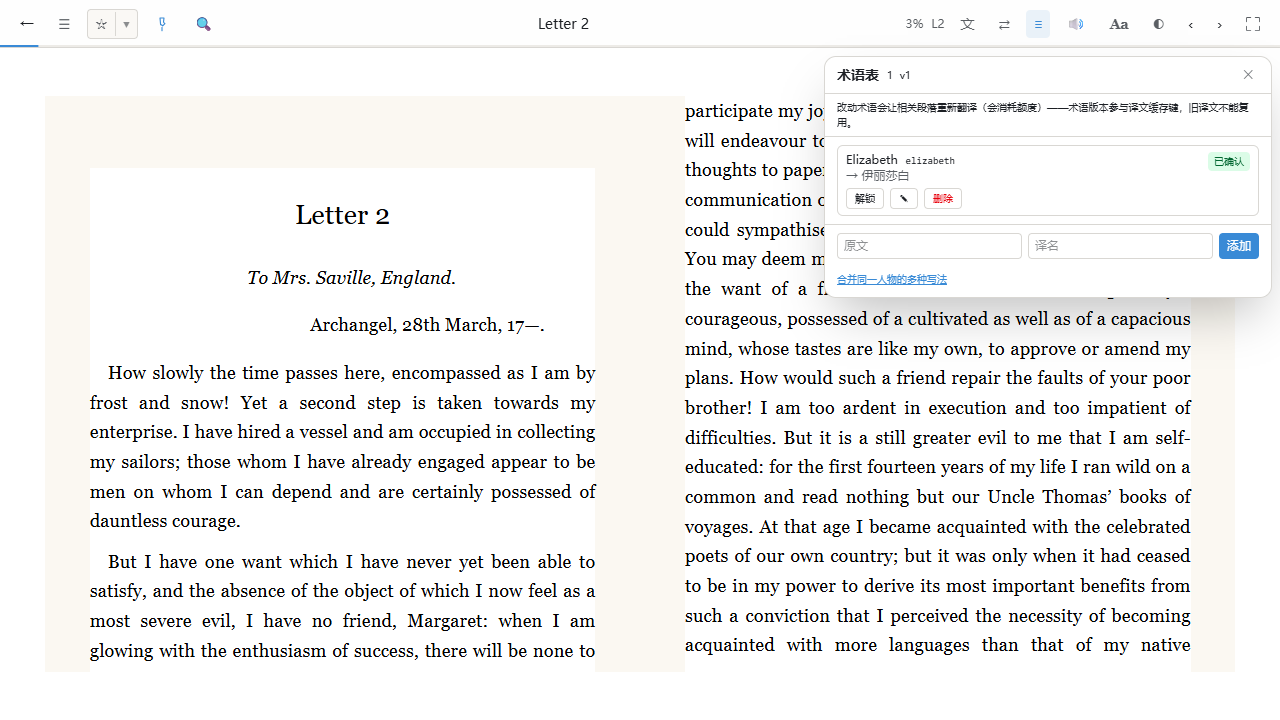 Letter 2
3% L2 文 Aa
Letter 2
To Mrs. Saville, England.
Archangel, 28th March, 17—.
How slowly the time passes here, encompassed as I am by
frost and snow! Yet a second step is taken towards my
enterprise. I have hired a vessel and am occupied in collecting
my sailors; those whom I have already engaged appear to be
men on whom I can depend and are certainly possessed of
dauntless courage.
But I have one want which I have never yet been able to
satisfy, and the absence of the object of which I now feel as a
most severe evil, I have no friend, Margaret: when I am
glowing with the enthusiasm of success, there will be none to
participate my
will endeavour
thoughts to paper
communication
could sympathise
You may deem
the want of a
courageous, possessed of a cultivated as well as of a capacious
mind, whose tastes are like my own, to approve or amend my
plans. How would such a friend repair the faults of your poor
brother! I am too ardent in execution and too impatient of
difficulties. But it is a still greater evil to me that I am self-
educated: for the first fourteen years of my life I ran wild on a
common and read nothing but our Uncle Thomas’ books of
voyages. At that age I became acquainted with the celebrated
poets of our own country; but it was only when it had ceased
to be in my power to derive its most important benefits from
such a conviction that I perceived the necessity of becoming
acquainted with more languages than that of my native
术语表 1 v1
改动术语会让相关段落重新翻译（会消耗额度）——术语版本参与译文缓存键，旧译文不能复
用。
Elizabeth elizabeth 已确认
→ 伊丽莎白
解锁 删除
原文 译名 添加
合并同一人物的多种写法